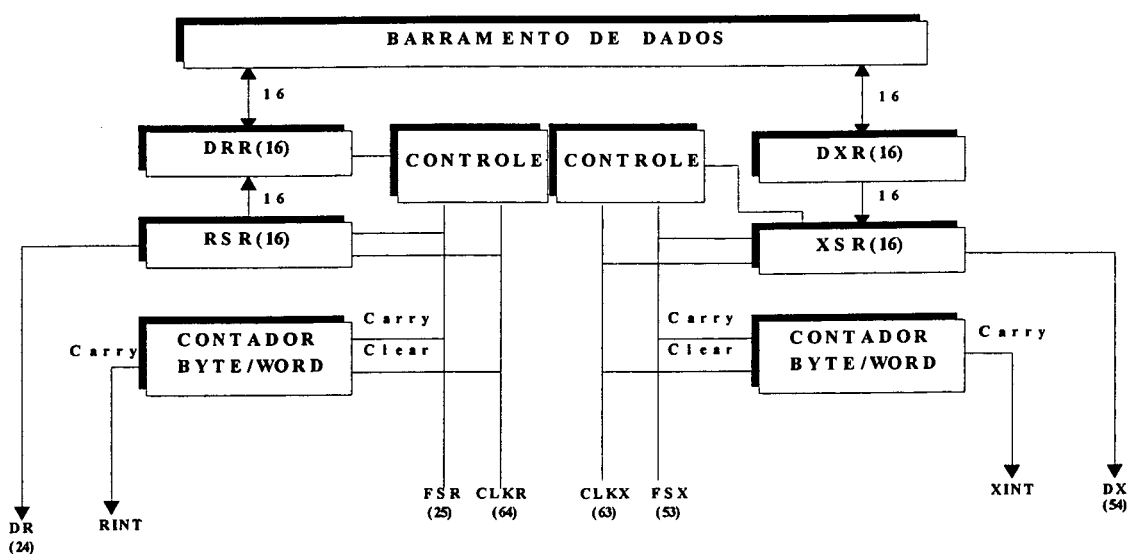 BARRAMENTO DE DADOS
16
16
DRR(16)
CONTROLE
CONTROLE
DXR(16)
16
16
RSR(16)
XSR(16)
Carry
Carry
Carry
CONTADOR
BYTE/WORD
Carry
Clear
Clear
CONTADOR
BYTE/WORD
FSR
(25)
CLKR
(64)
CLKX
(63)
FSX
(53)
XINT
DX
(54)
DR
(24)
RINT